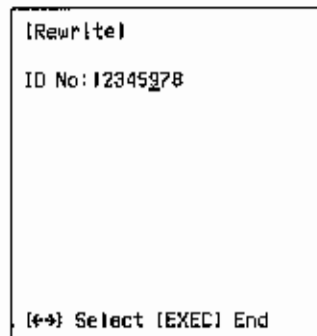 [Rewrite]
ID No:12345978
[←→] Select [EXEC] End